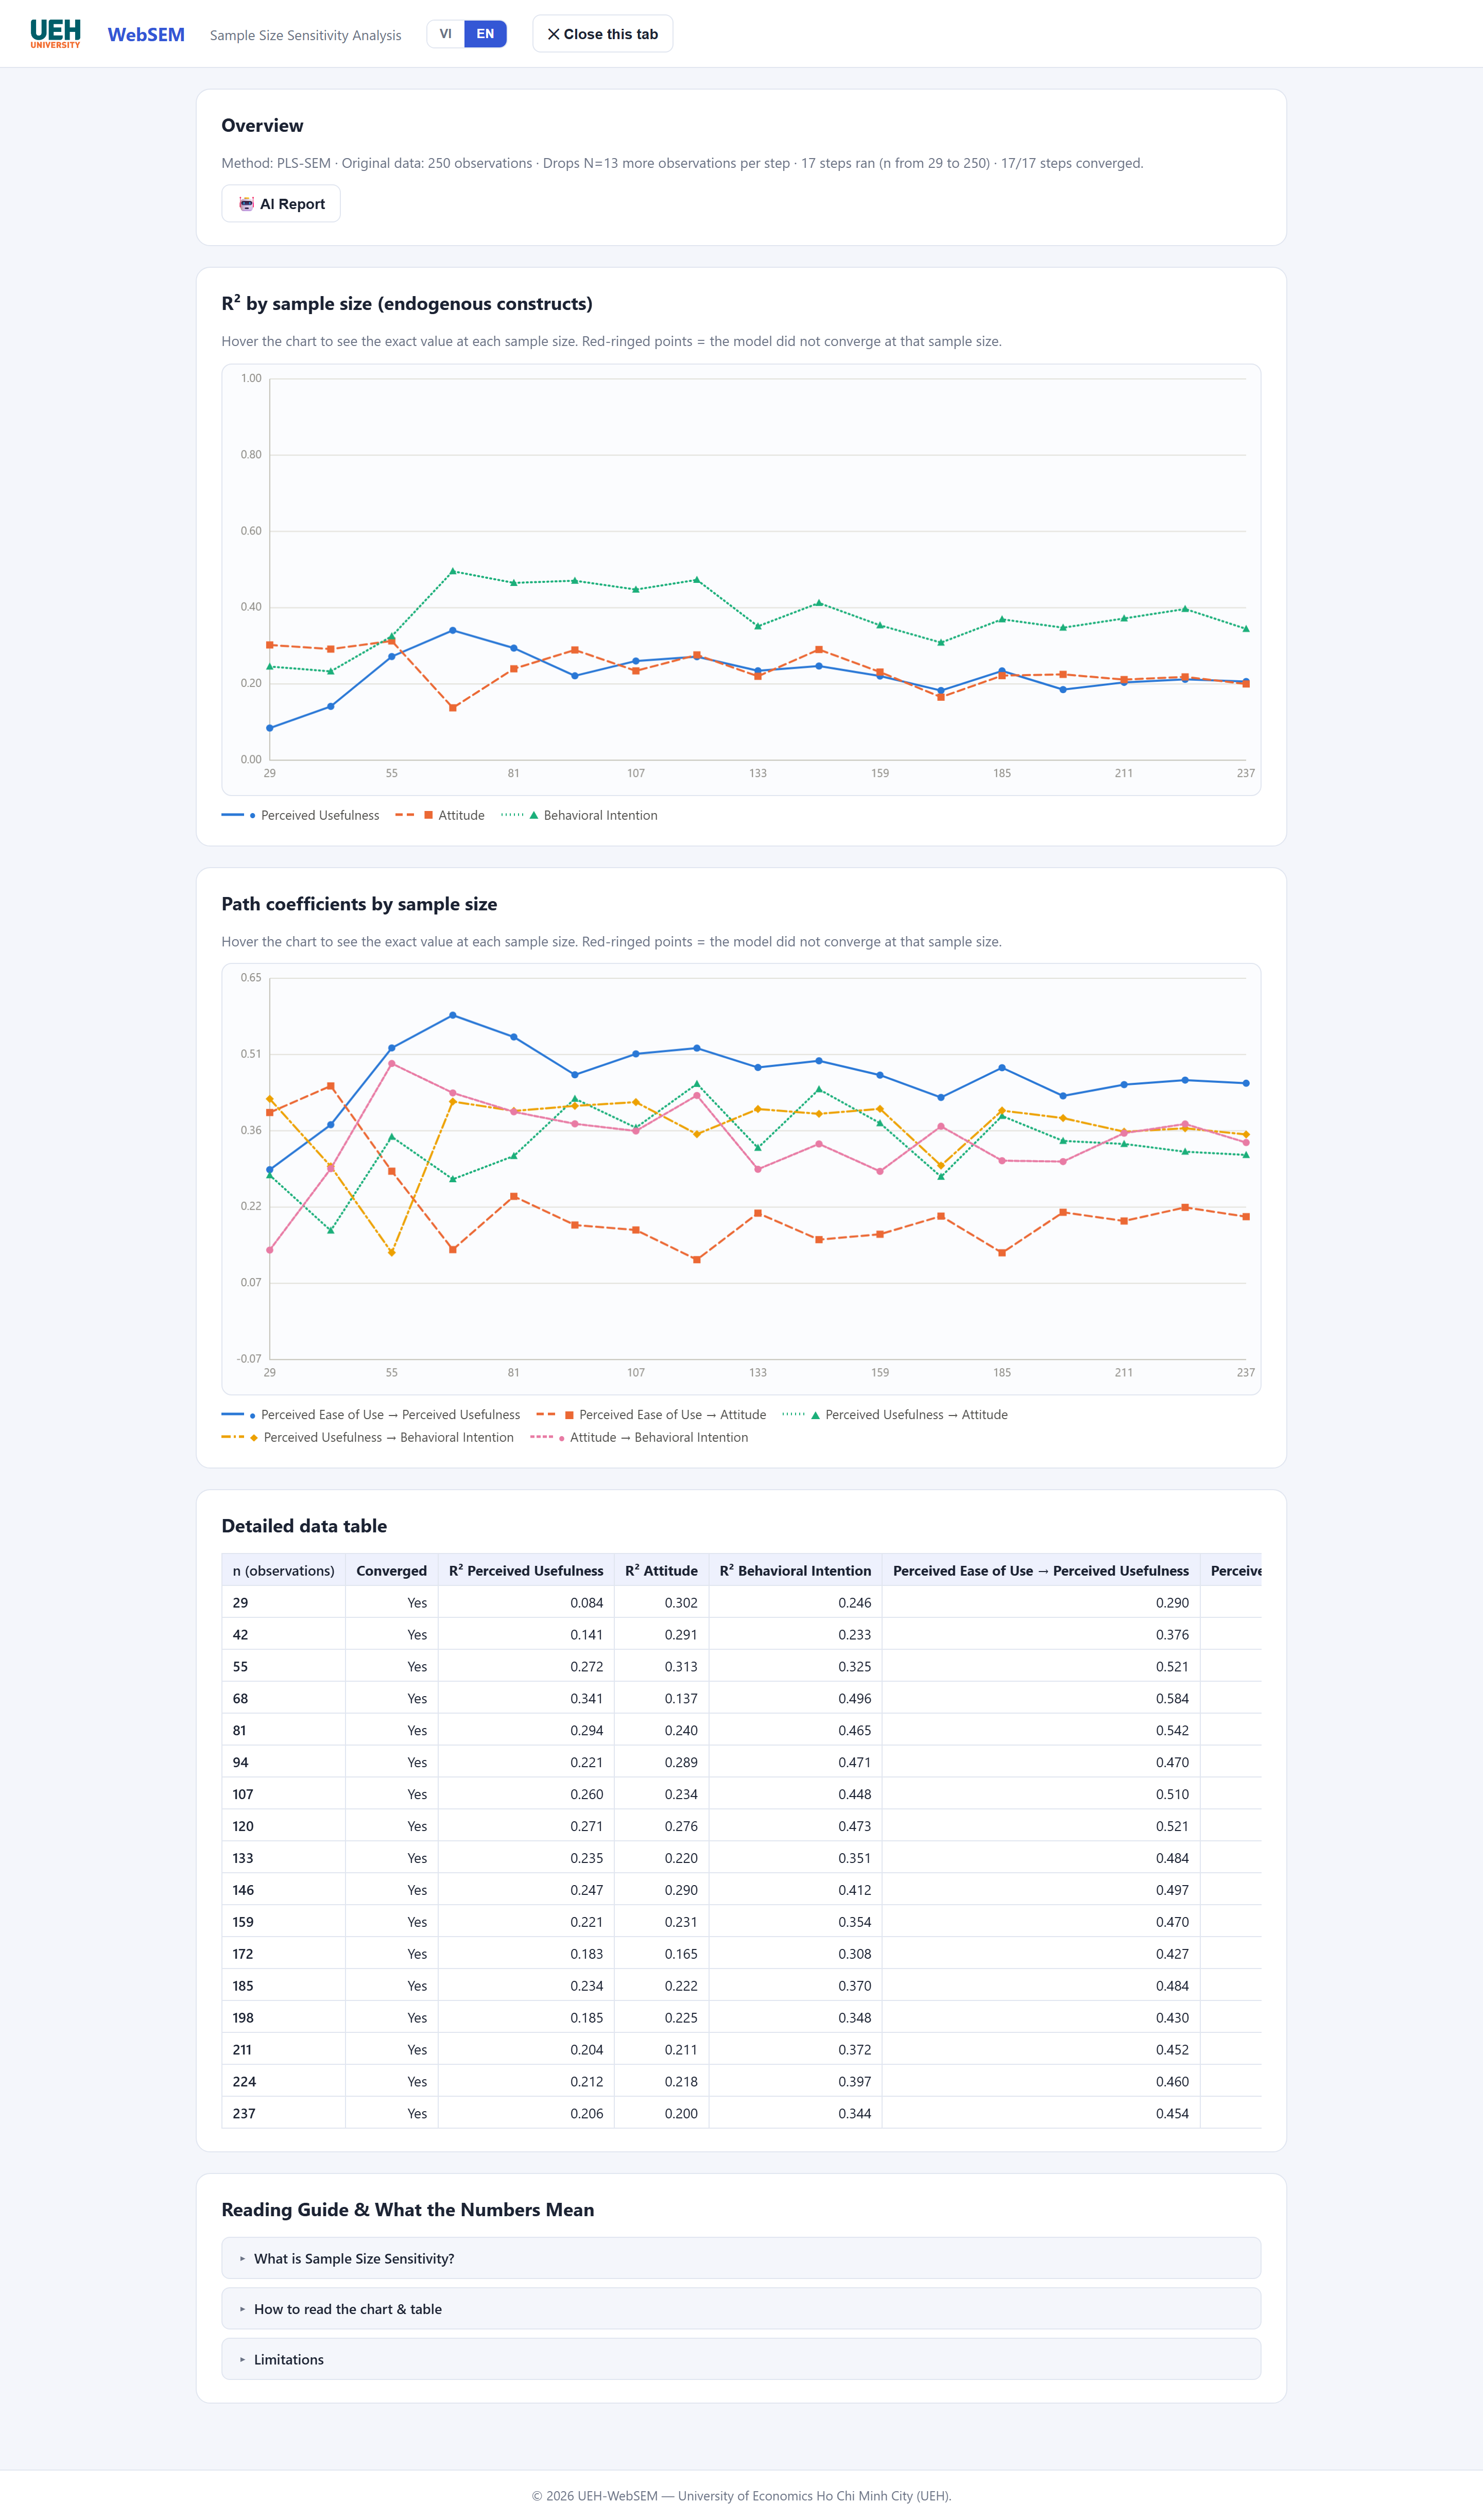 UEH
UNIVERSITY
WebSEM
Sample Size Sensitivity Analysis
VI
EN
✕ Close this tab
Overview
Method: PLS-SEM · Original data: 250 observations · Drops N=13 more observations per step · 17 steps ran (n from 29 to 250) · 17/17 steps converged.
AI Report
R² by sample size (endogenous constructs)
Hover the chart to see the exact value at each sample size. Red-ringed points = the model did not converge at that sample size.
1.00
0.80
0.60
0.40
0.20
0.00
29 55 81 107 133 159 185 211 237
Perceived Usefulness Attitude Behavioral Intention
Path coefficients by sample size
Hover the chart to see the exact value at each sample size. Red-ringed points = the model did not converge at that sample size.
0.65
0.51
0.36
0.22
0.07
-0.07
29 55 81 107 133 159 185 211 237
Perceived Ease of Use → Perceived Usefulness Perceived Ease of Use → Attitude Perceived Usefulness → Attitude
Perceived Usefulness → Behavioral Intention Attitude → Behavioral Intention
Detailed data table
n (observations) Converged R² Perceived Usefulness R² Attitude R² Behavioral Intention Perceived Ease of Use → Perceived Usefulness Perceive
29 Yes 0.084 0.302 0.246 0.290
42 Yes 0.141 0.291 0.233 0.376
55 Yes 0.272 0.313 0.325 0.521
68 Yes 0.341 0.137 0.496 0.584
81 Yes 0.294 0.240 0.465 0.542
94 Yes 0.221 0.289 0.471 0.470
107 Yes 0.260 0.234 0.448 0.510
120 Yes 0.271 0.276 0.473 0.521
133 Yes 0.235 0.220 0.351 0.484
146 Yes 0.247 0.290 0.412 0.497
159 Yes 0.221 0.231 0.354 0.470
172 Yes 0.183 0.165 0.308 0.427
185 Yes 0.234 0.222 0.370 0.484
198 Yes 0.185 0.225 0.348 0.430
211 Yes 0.204 0.211 0.372 0.452
224 Yes 0.212 0.218 0.397 0.460
237 Yes 0.206 0.200 0.344 0.454
Reading Guide & What the Numbers Mean
What is Sample Size Sensitivity?
How to read the chart & table
Limitations
© 2026 UEH-WebSEM — University of Economics Ho Chi Minh City (UEH).